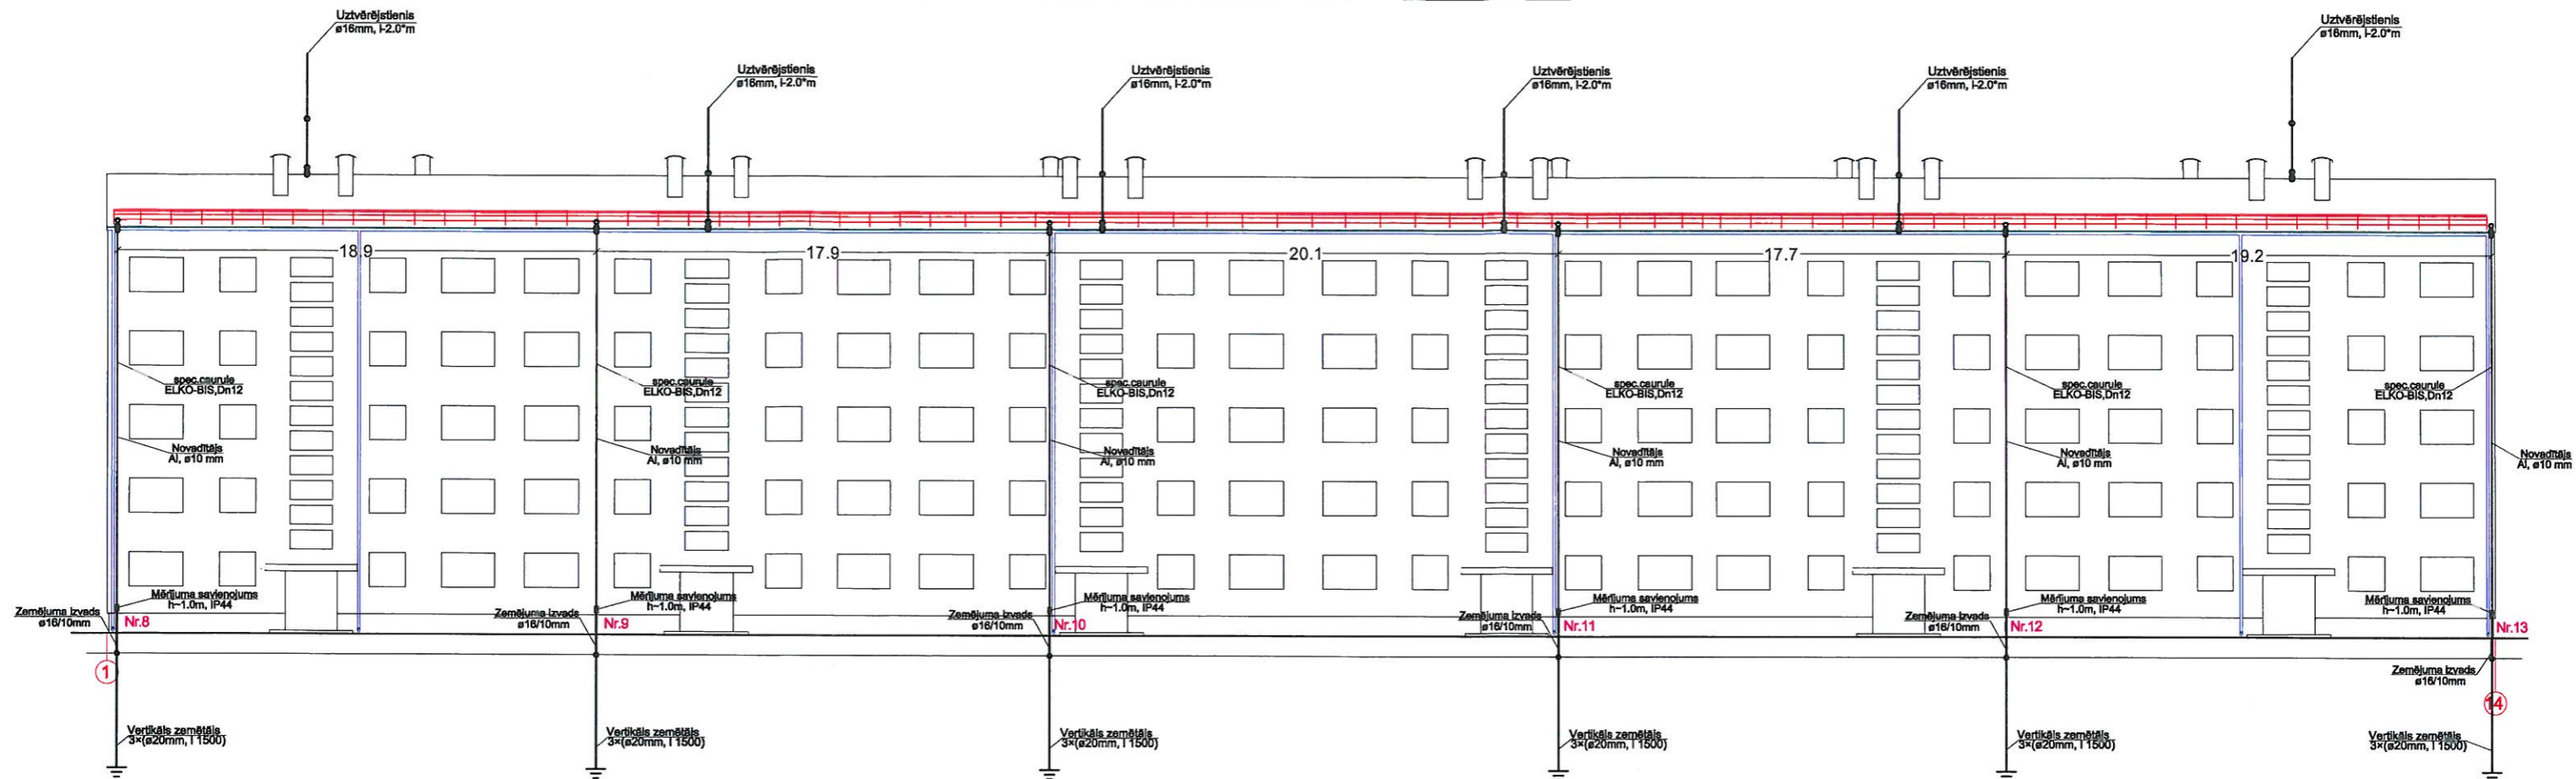 Uztvērējstienis
ø16mm, l-2.0*m
Uztvērējstienis
ø16mm, l-2.0*m
Uztvērējstienis
ø16mm, l-2.0*m
Uztvērējstienis
ø16mm, l-2.0*m
Uztvērējstienis
ø16mm, l-2.0*m
Uztvērējstienis
ø16mm, l-2.0*m
18.9
17.9
20.1
17.7
19.2
spec.caurule
ELKO-BIS,Dn12
spec.caurule
ELKO-BIS,Dn12
spec.caurule
ELKO-BIS,Dn12
spec.caurule
ELKO-BIS,Dn12
spec.caurule
ELKO-BIS,Dn12
spec.caurule
ELKO-BIS,Dn12
Novadītājs
Al, ø10 mm
Novadītājs
Al, ø10 mm
Novadītājs
Al, ø10 mm
Novadītājs
Al, ø10 mm
Novadītājs
Al, ø10 mm
Novadītājs
Al, ø10 mm
Mērījuma savienojums
h~1.0m, IP44
Mērījuma savienojums
h~1.0m, IP44
Mērījuma savienojums
h~1.0m, IP44
Mērījuma savienojums
h~1.0m, IP44
Mērījuma savienojums
h~1.0m, IP44
Mērījuma savienojums
h~1.0m, IP44
Zemējuma izvads
ø16/10mm
Nr.8
Zemējuma izvads
ø16/10mm
Nr.9
Zemējuma izvads
ø16/10mm
Nr.10
Zemējuma izvads
ø16/10mm
Nr.11
Zemējuma izvads
ø16/10mm
Nr.12
Nr.13
Zemējuma izvads
ø16/10mm
1
14
Vertikāls zemētājs
3×(ø20mm, l 1500)
Vertikāls zemētājs
3×(ø20mm, l 1500)
Vertikāls zemētājs
3×(ø20mm, l 1500)
Vertikāls zemētājs
3×(ø20mm, l 1500)
Vertikāls zemētājs
3×(ø20mm, l 1500)
Vertikāls zemētājs
3×(ø20mm, l 1500)